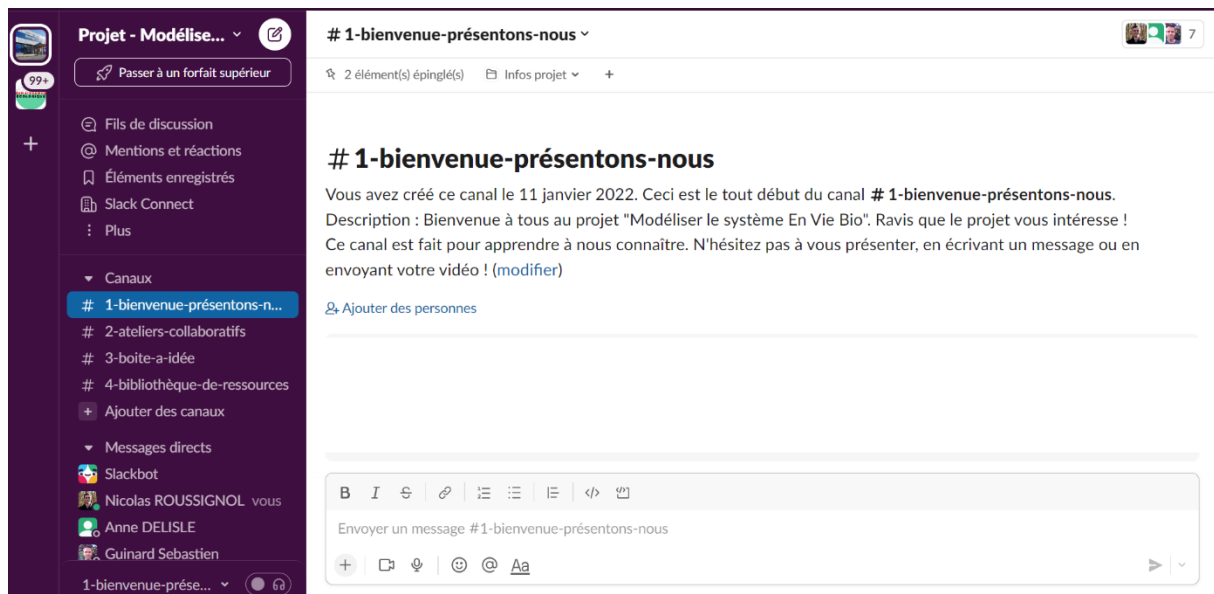 99+
Projet - Modélise...
Passer à un forfait supérieur
Fils de discussion
Mentions et réactions
Éléments enregistrés
Slack Connect
Plus
Canaux
# 1-bienvenue-présentons-n...
# 2-ateliers-collaboratifs
# 3-boite-a-idée
# 4-bibliothèque-de-ressources
+ Ajouter des canaux
Messages directs
Slackbot
Nicolas ROUSSIGNOL vous
Anne DELISLE
Guinard Sebastien
1-bienvenue-prése...
# 1-bienvenue-présentons-nous
7
2 élément(s) épinglé(s) Infos projet +
# 1-bienvenue-présentons-nous
Vous avez créé ce canal le 11 janvier 2022. Ceci est le tout début du canal # 1-bienvenue-présentons-nous.
Description : Bienvenue à tous au projet "Modéliser le système En Vie Bio". Ravis que le projet vous intéresse !
Ce canal est fait pour apprendre à nous connaître. N'hésitez pas à vous présenter, en écrivant un message ou en
envoyant votre vidéo ! (modifier)
Ajouter des personnes
B I S
Envoyer un message #1-bienvenue-présentons-nous
+ @ Aa